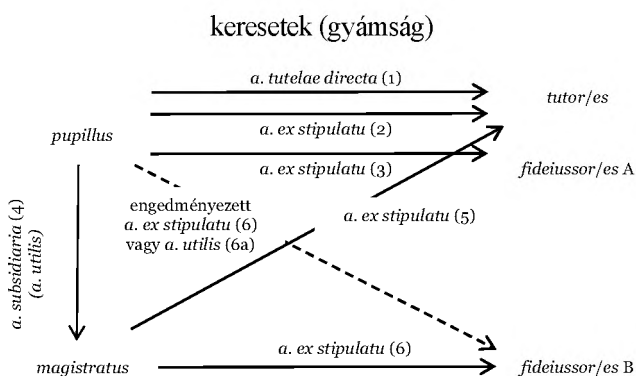 keresetek (gyámság)
a. tutelae directa (1)
tutor/es
pupillus
a. ex stipulatu (2)
a. ex stipulatu (3)
fideiussor/es A
engedményezett
a. ex stipulatu (6)
vagy a. utilis (6a)
a. ex stipulatu (5)
a. subsidiaria (4)
(a. utilis)
a. ex stipulatu (6)
magistratus
fideiussor/es B